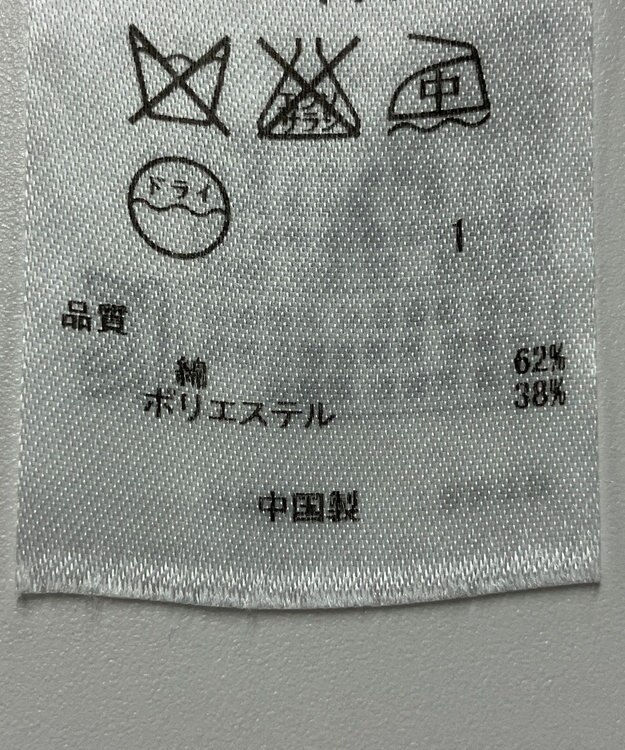 中
ドライ
1
品質
綿 62%
ポリエステル 38%
中国製